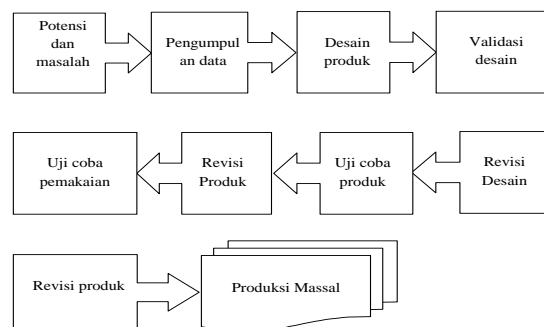 Potensi
dan
masalah
Pengumpul
an data
Desain
produk
Validasi
desain
Uji coba
pemakaian
Revisi
Produk
Uji coba
produk
Revisi
Desain
Revisi produk
Produksi Massal